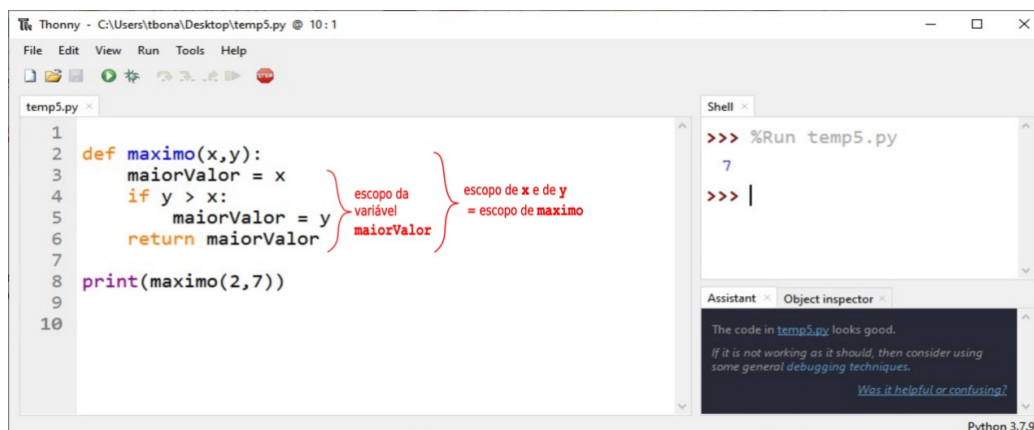 Thonny - C:\Users\tbona\Desktop\temp5.py @ 10:1
File Edit View Run Tools Help
STOP
temp5.py ×
1
2 def maximo(x,y):
3 maiorValor = x
4 if y > x:
5 maiorValor = y
6 return maiorValor
7
8 print(maximo(2,7))
9
10
escopo da
variável
maiorValor
escopo de x e de y
= escopo de maximo
Shell ×
>>> %Run temp5.py
7
>>>
Assistant × Object inspector ×
The code in temp5.py looks good.
If it is not working as it should, then consider using
some general debugging techniques.
Was it helpful or confusing?
Python 3.7.9